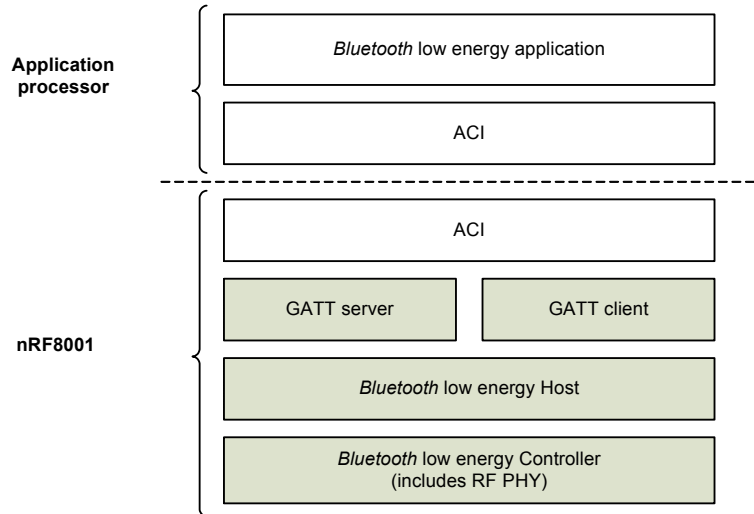 Application
processor
Bluetooth low energy application
ACI
nRF8001
ACI
GATT server
GATT client
Bluetooth low energy Host
Bluetooth low energy Controller
(includes RF PHY)